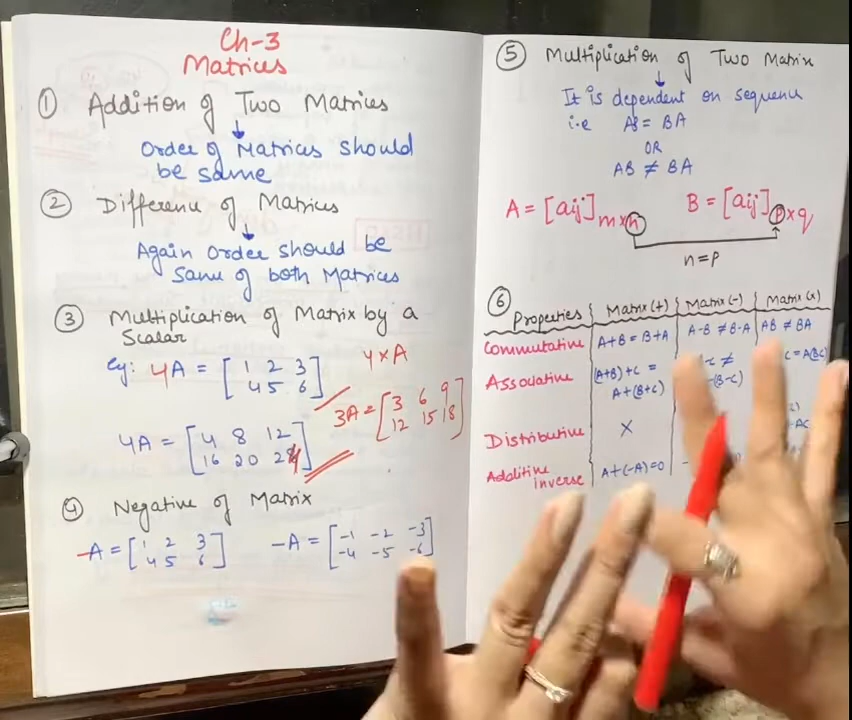 Ch-3
Matrices
① Addition of Two Matrices
Order of Matrices should
be same
② Difference of Matrices
Again order should be
same of both Matrices
③ Multiplication of Matrix by a
Scalar
Eg: 4A = [1 2 3
4 5 6]
4 x A
3A = [3 6 9
12 15 18]
4A = [4 8 12
16 20 24]
④ Negative of Matrix
-A = [1 2 3
4 5 6]
-A = [-1 -2 -3
-4 -5 -6]
⑤ Multiplication of Two Matrix
It is dependent on sequence
i.e AB = BA
OR
AB ≠ BA
A = [aij] m×n B = [aij] p×q
n=p
⑥ Properties Matrix (+) Matrix (-) Matrix (x)
Commutative A+B = B+A A-B ≠ B-A AB ≠ BA
Associative (A+B)+C =
A+(B+C)
-C ≠
-(B-C)
C = A(BC)
Distributive X
Additive
inverse A+(-A)=0